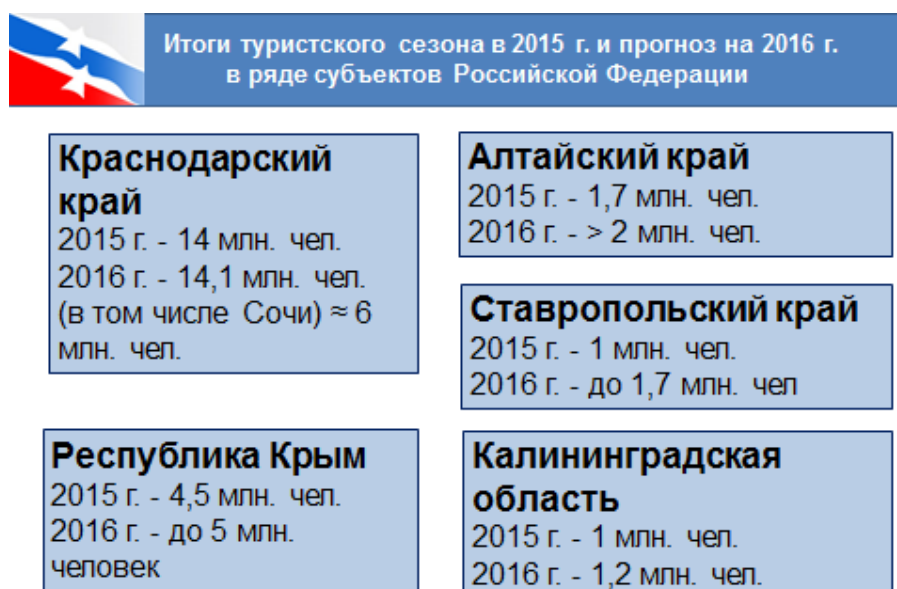 Итоги туристского сезона в 2015 г. и прогноз на 2016 г.
в ряде субъектов Российской Федерации
Краснодарский
край
2015 г. - 14 млн. чел.
2016 г. - 14,1 млн. чел.
(в том числе Сочи) ≈ 6
млн. чел.
Алтайский край
2015 г. - 1,7 млн. чел.
2016 г. - > 2 млн. чел.
Ставропольский край
2015 г. - 1 млн. чел.
2016 г. - до 1,7 млн. чел
Республика Крым
2015 г. - 4,5 млн. чел.
2016 г. - до 5 млн.
человек
Калининградская
область
2015 г. - 1 млн. чел.
2016 г. - 1,2 млн. чел.